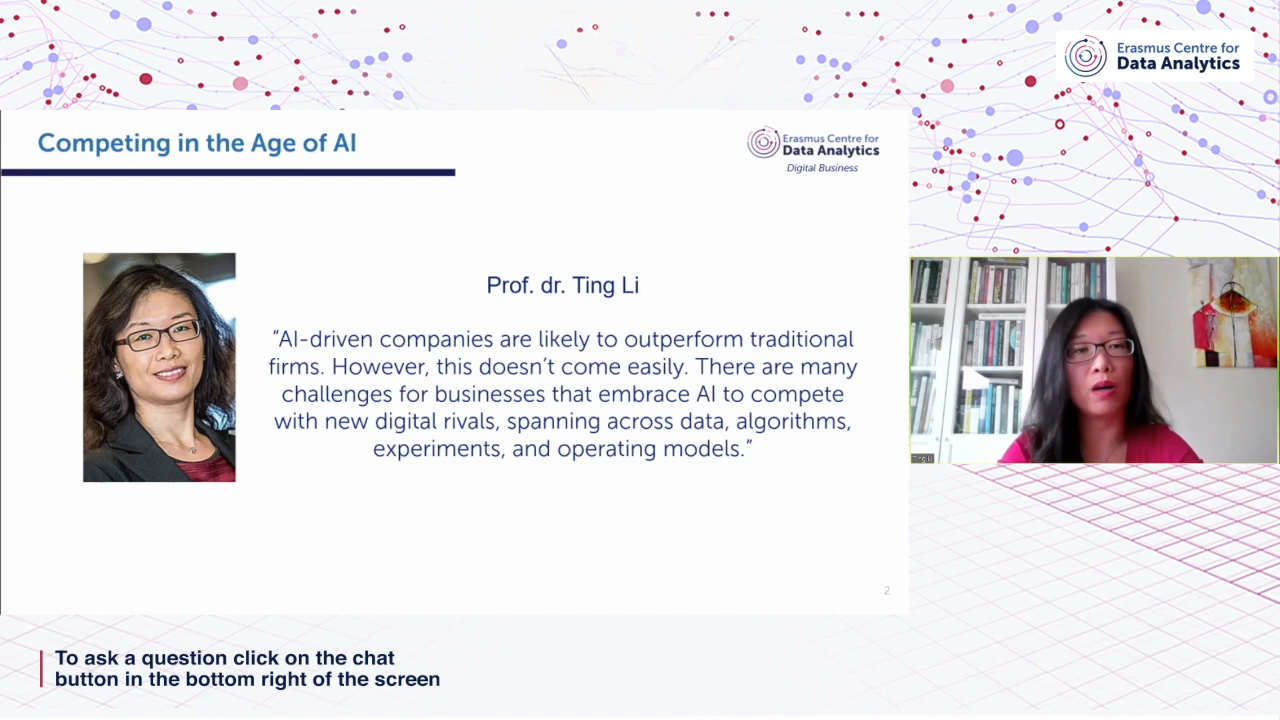 Erasmus Centre for
Data Analytics
Competing in the Age of AI
Erasmus Centre for
Data Analytics
Digital Business
Prof. dr. Ting Li
“AI-driven companies are likely to outperform traditional
firms. However, this doesn’t come easily. There are many
challenges for businesses that embrace AI to compete
with new digital rivals, spanning across data, algorithms,
experiments, and operating models.”
Ting Li
2
To ask a question click on the chat
button in the bottom right of the screen